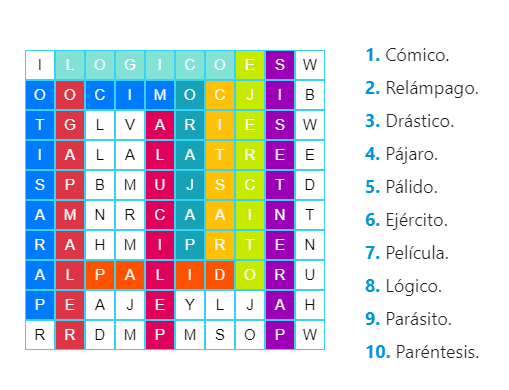 I L O G I C O E S W
O O C I M O C J I B
T G L V A R I E S W
I A L A L A T R E E
S P B M U J S C T D
A M N R C A A I N T
R A H M I P R T E N
A L P A L I D O R U
P E A J E Y L J A H
R R D M P M S O P W
1. Cómico.
2. Relámpago.
3. Drástico.
4. Pájaro.
5. Pálido.
6. Ejército.
7. Película.
8. Lógico.
9. Parásito.
10. Paréntesis.